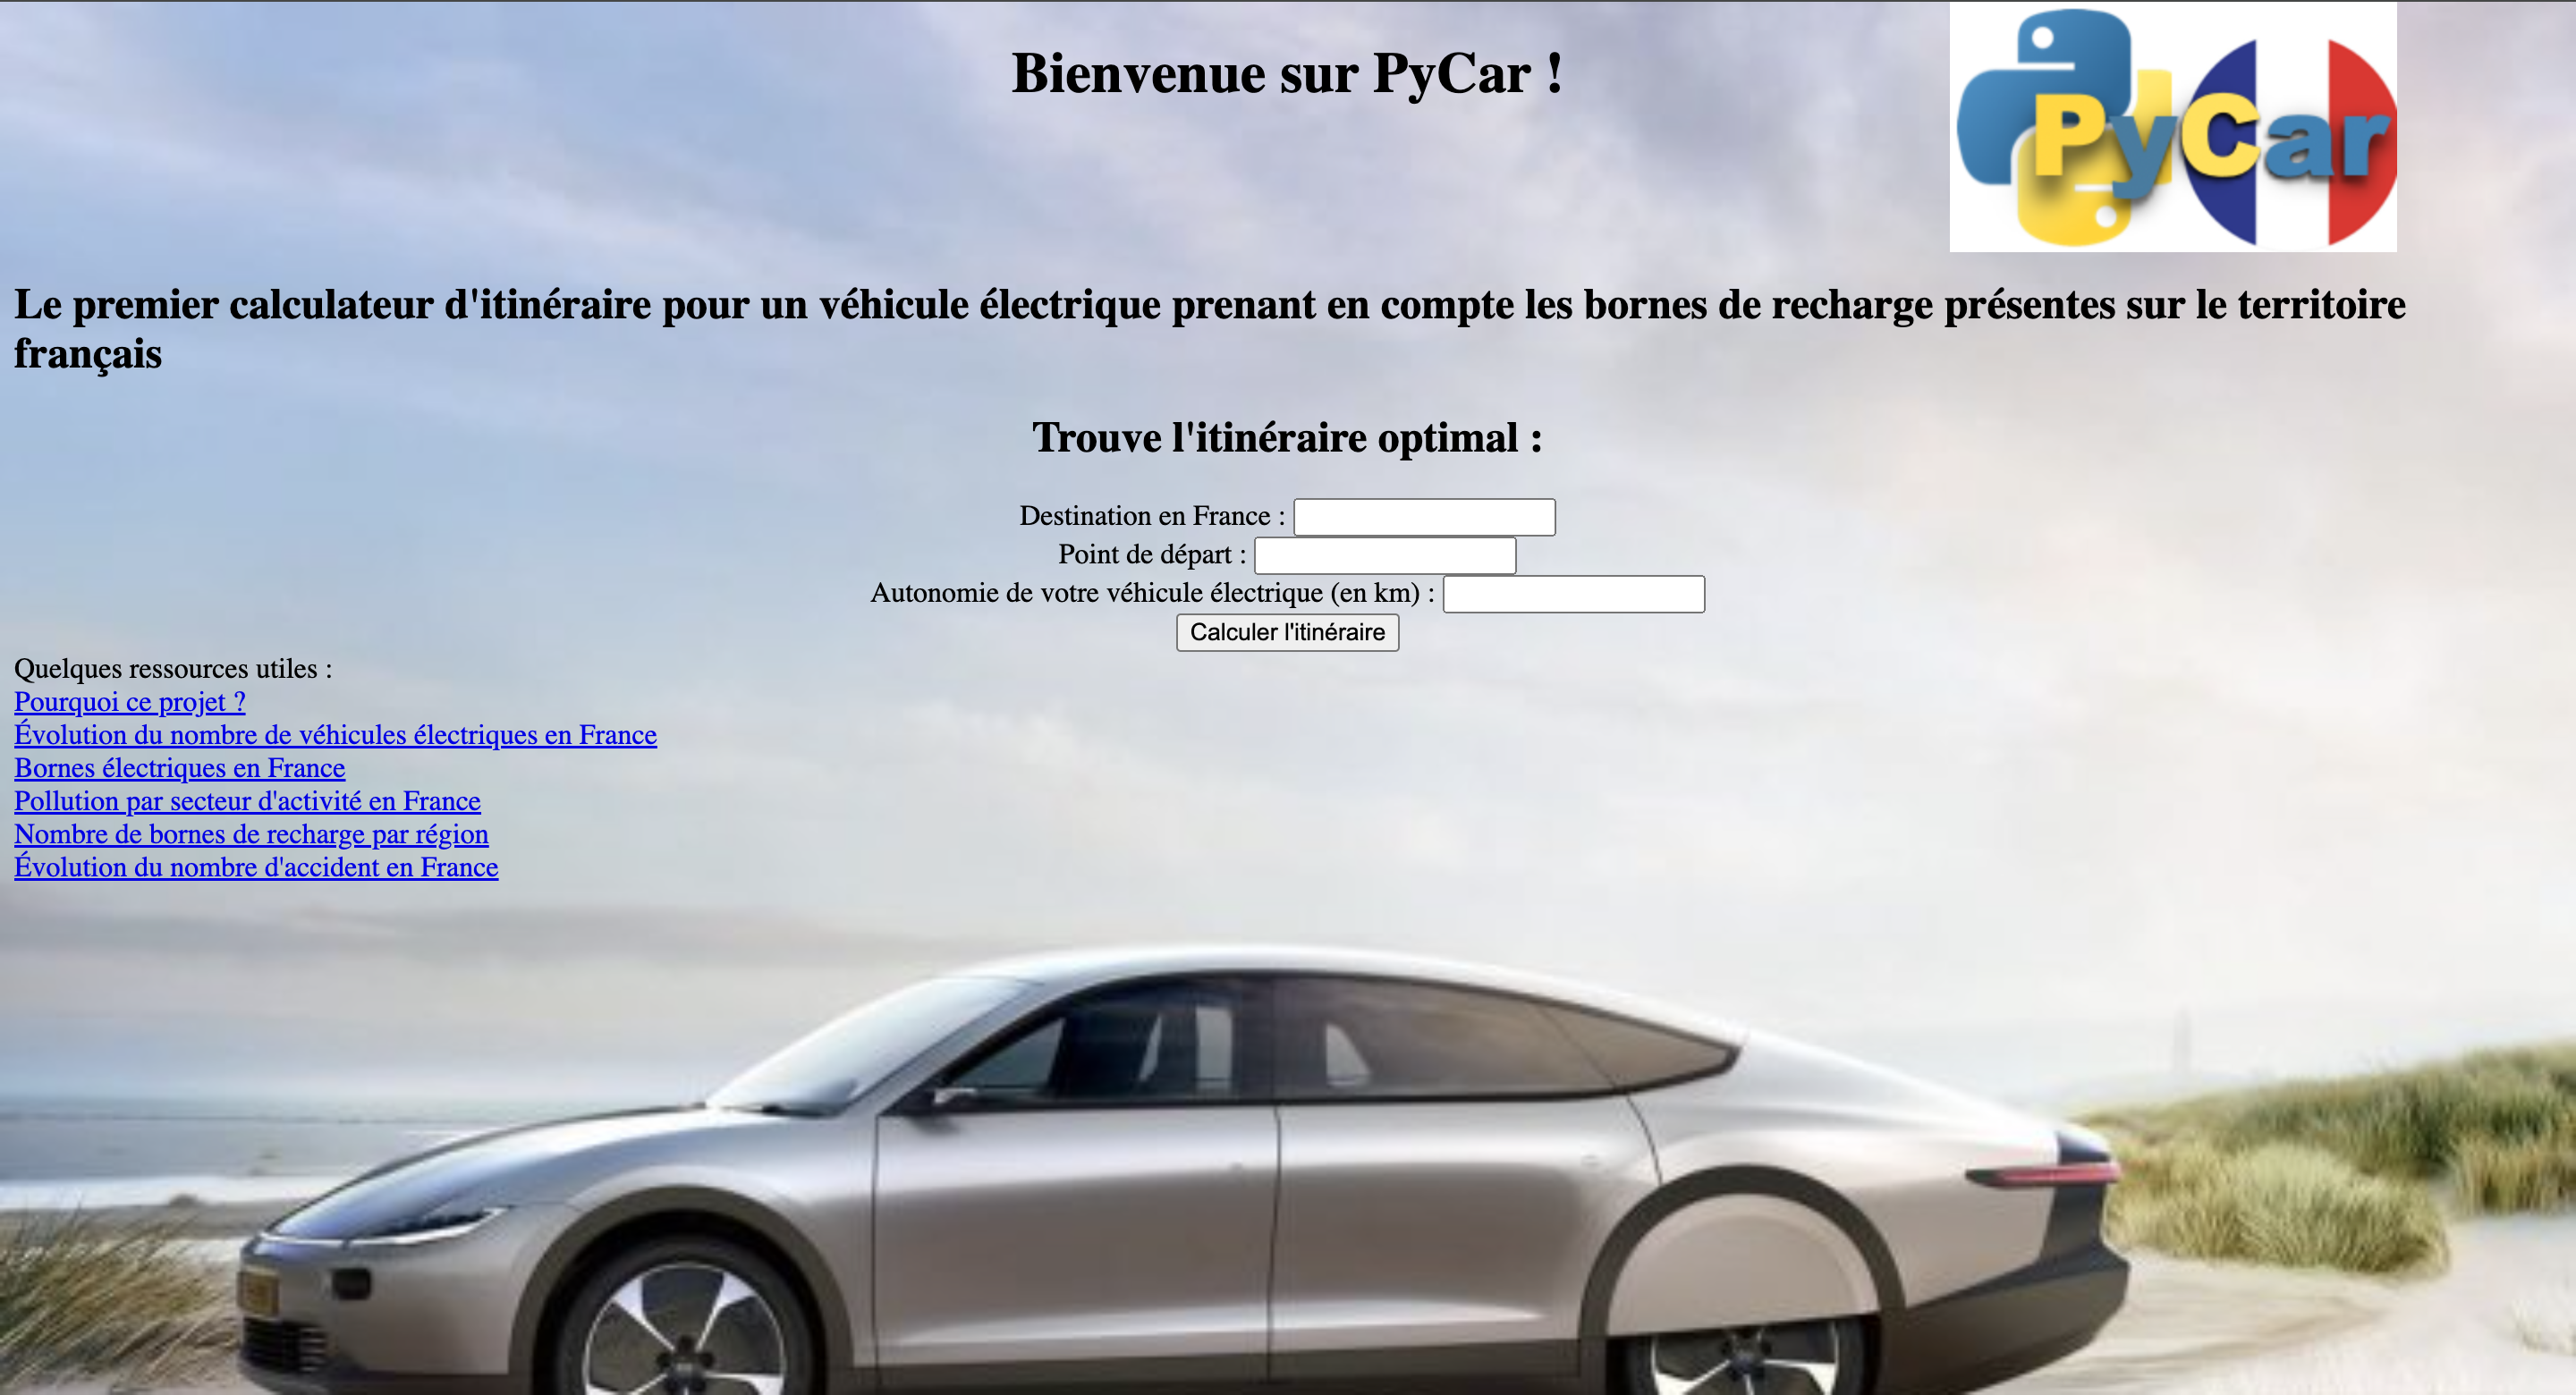 Bienvenue sur PyCar !
PyCar
Le premier calculateur d'itinéraire pour un véhicule électrique prenant en compte les bornes de recharge présentes sur le territoire
français
Trouve l'itinéraire optimal :
Destination en France :
Point de départ :
Autonomie de votre véhicule électrique (en km) :
Calculer l'itinéraire
Quelques ressources utiles :
Pourquoi ce projet ?
Évolution du nombre de véhicules électriques en France
Bornes électriques en France
Pollution par secteur d'activité en France
Nombre de bornes de recharge par région
Évolution du nombre d'accident en France